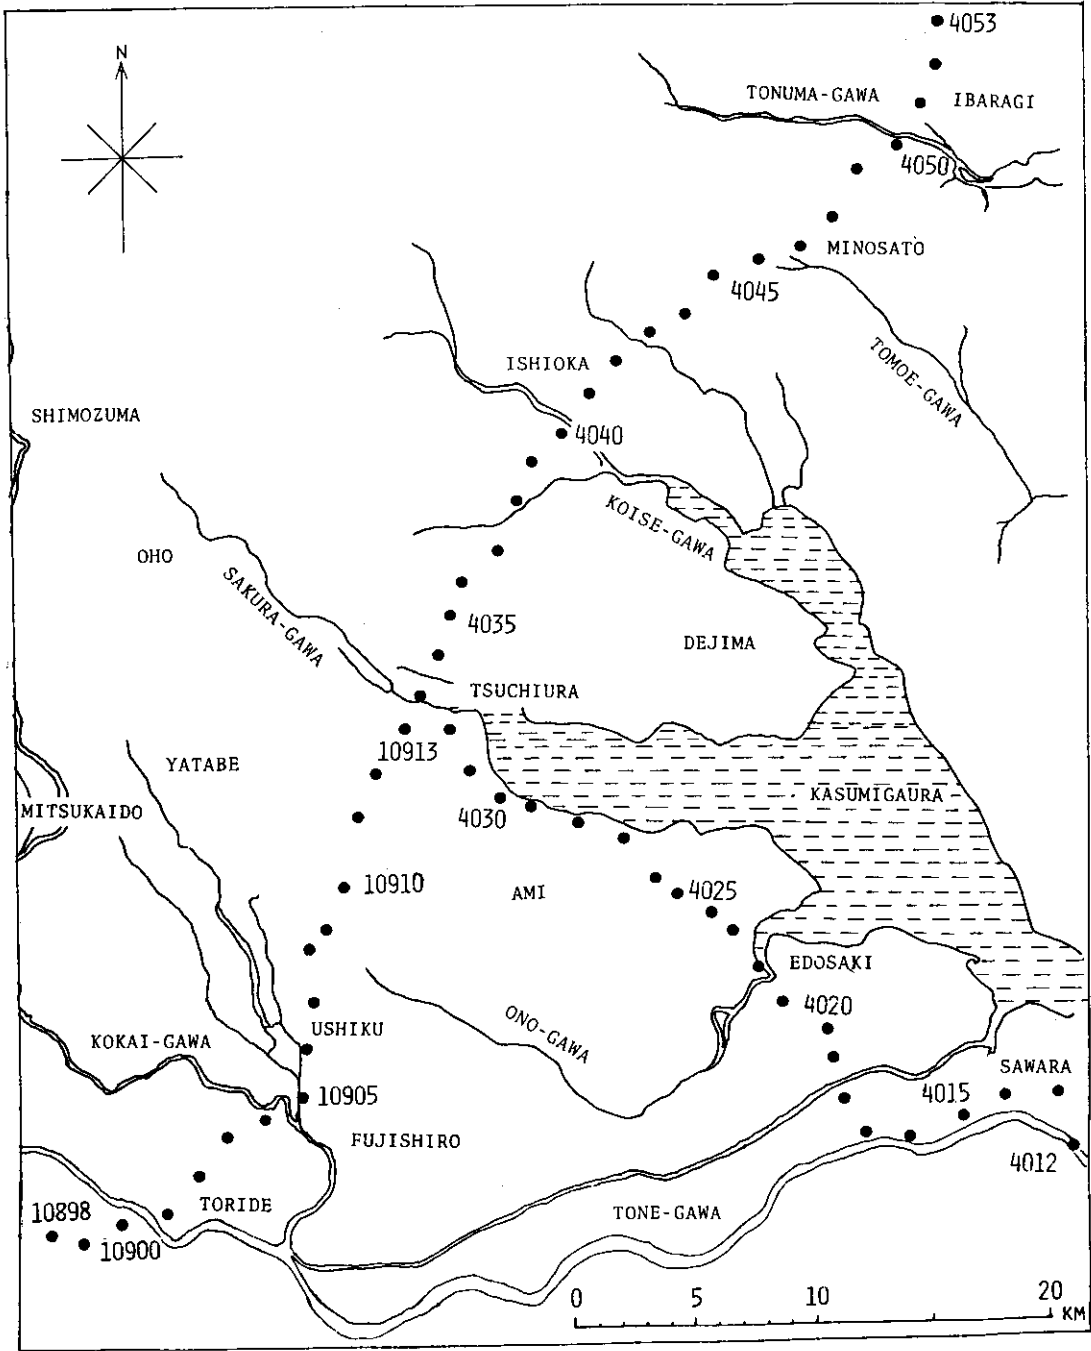 4053
N
TONUMA-GAWA
IBARAGI
4050
MINOSATO
4045
ISHIOKA
TOMOE-GAWA
SHIMOZUMA
4040
KOISE-GAWA
OHO
SAKURA-GAWA
4035
DEJIMA
TSUCHIURA
10913
YATABE
KASUMIGAURA
MITSUKAIDO
4030
10910
AMI
4025
EDOSAKI
4020
ONO-GAWA
USHIKU
KOKAI-GAWA
SAWARA
10905
4015
FUJISHIRO
4012
TORIDE
10898
TONE-GAWA
10900
0 5 10 20
KM